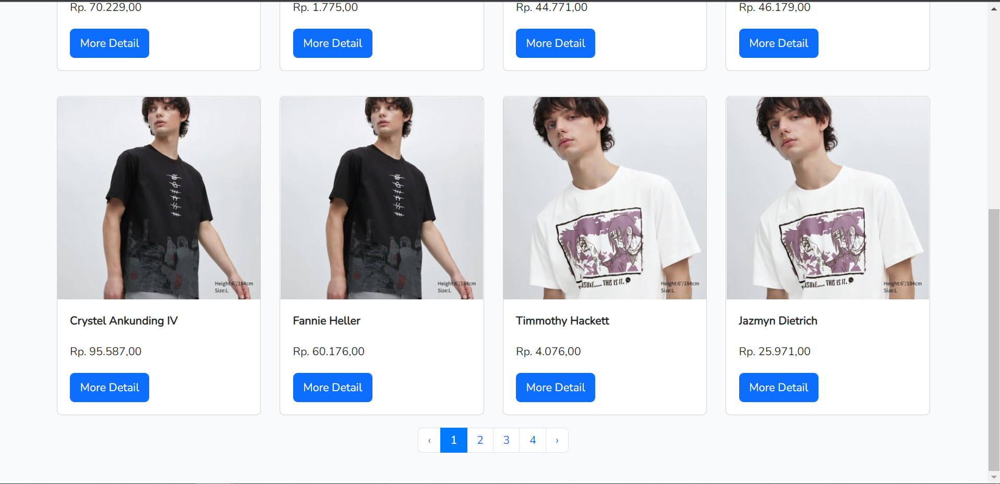 Rp. 70.229,00
Rp. 1.775,00
Rp. 44.771,00
Rp. 46.179,00
More Detail
More Detail
More Detail
More Detail
Height:6'/184cm
Size:L
Height:6'/184cm
Size:L
ASUKE.... THIS IS IT.
Height:6'/184cm
Size:L
ASUKE.... THIS IS IT.
Height:6'/184cm
Size:L
Crystel Ankunding IV
Fannie Heller
Timmothy Hackett
Jazmyn Dietrich
Rp. 95.587,00
Rp. 60.176,00
Rp. 4.076,00
Rp. 25.971,00
More Detail
More Detail
More Detail
More Detail
‹ 1 2 3 4 ›